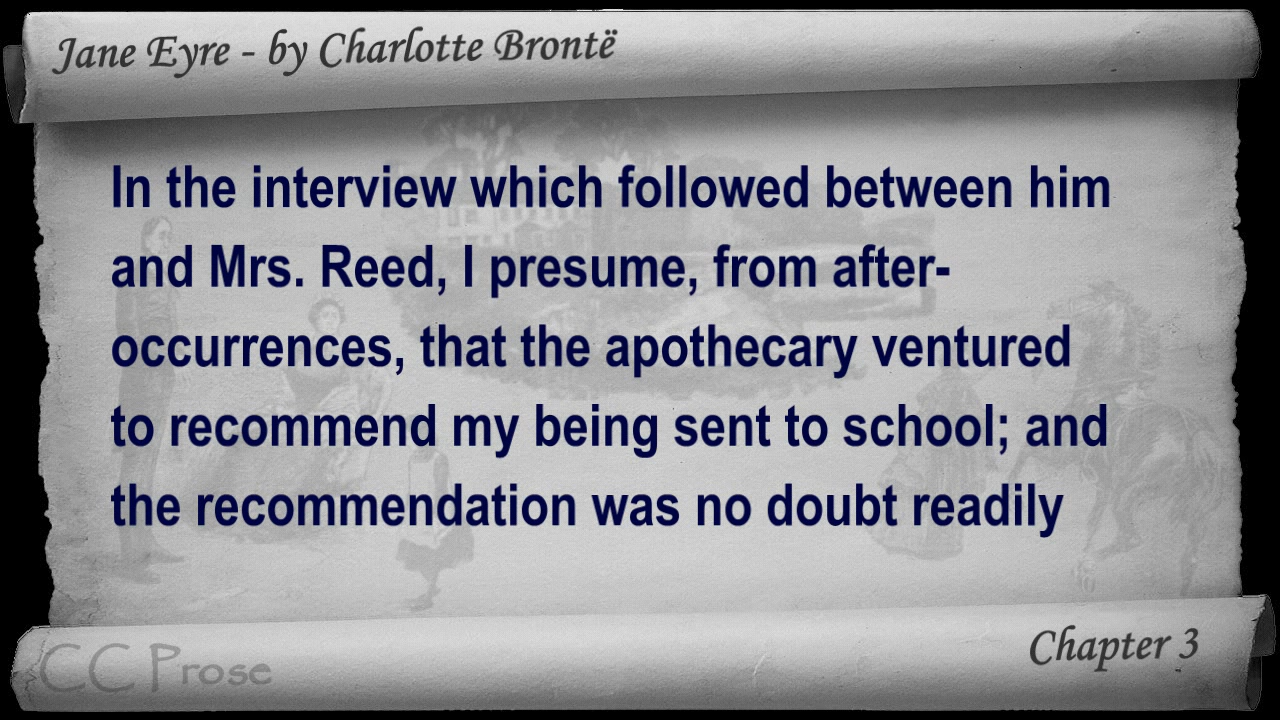 Jane Eyre - by Charlotte Brontë
In the interview which followed between him
and Mrs. Reed, I presume, from after-
occurrences, that the apothecary ventured
to recommend my being sent to school; and
the recommendation was no doubt readily
Chapter 3
CC Prose